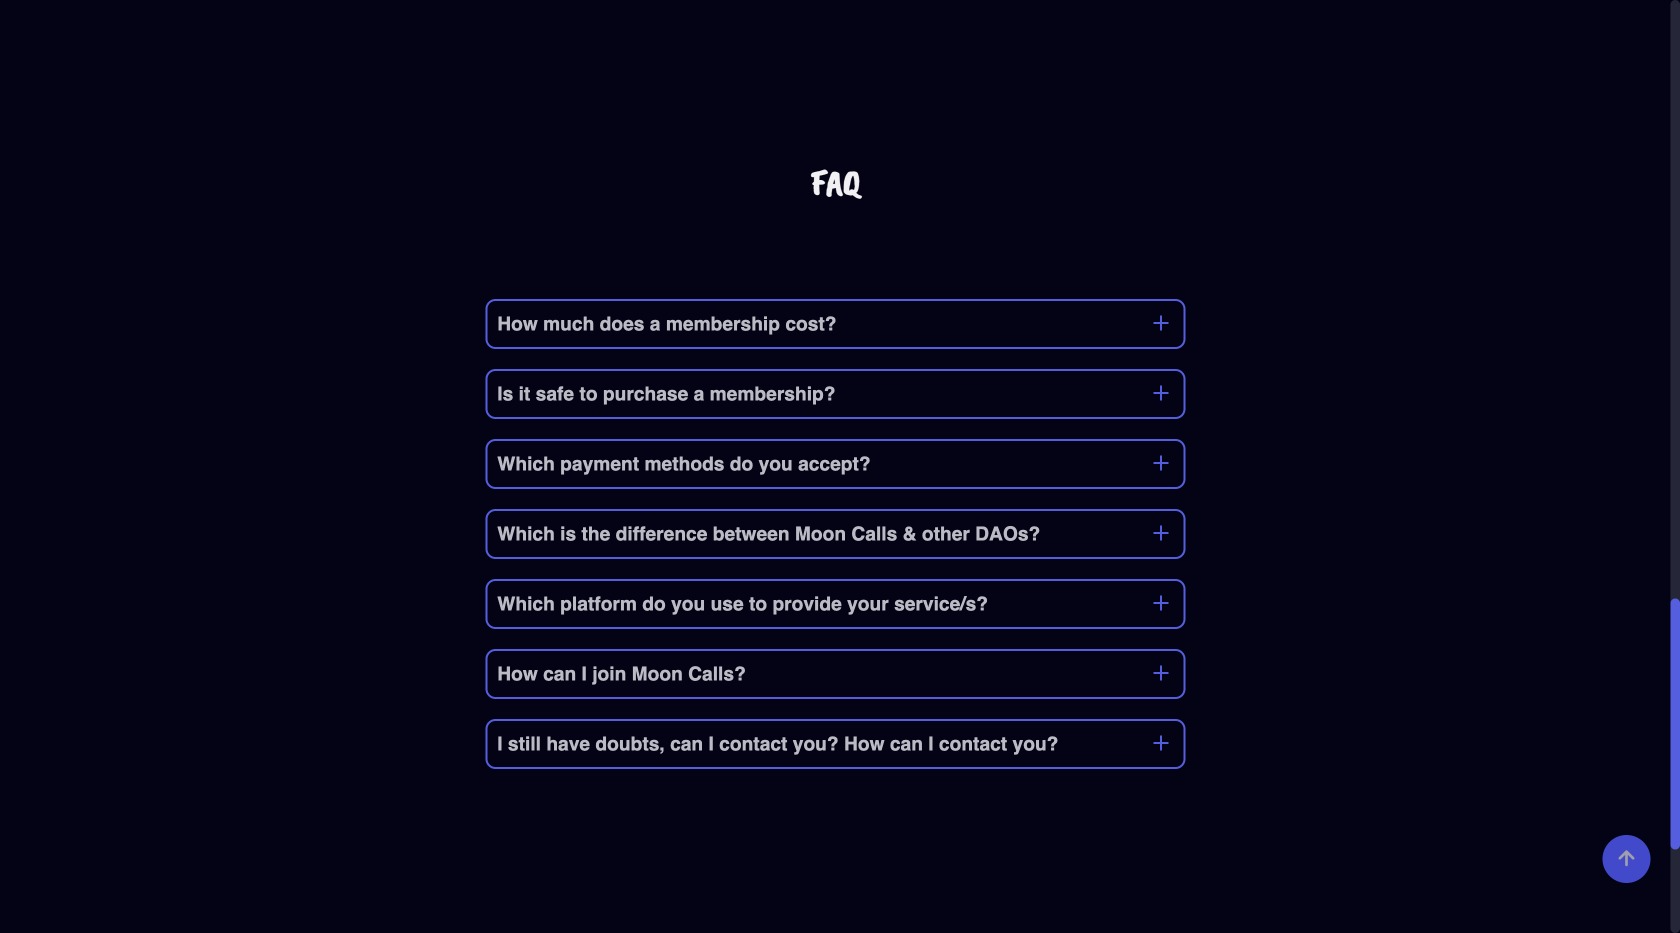 FAQ
How much does a membership cost?
Is it safe to purchase a membership?
Which payment methods do you accept?
Which is the difference between Moon Calls & other DAOs?
Which platform do you use to provide your service/s?
How can I join Moon Calls?
I still have doubts, can I contact you? How can I contact you?